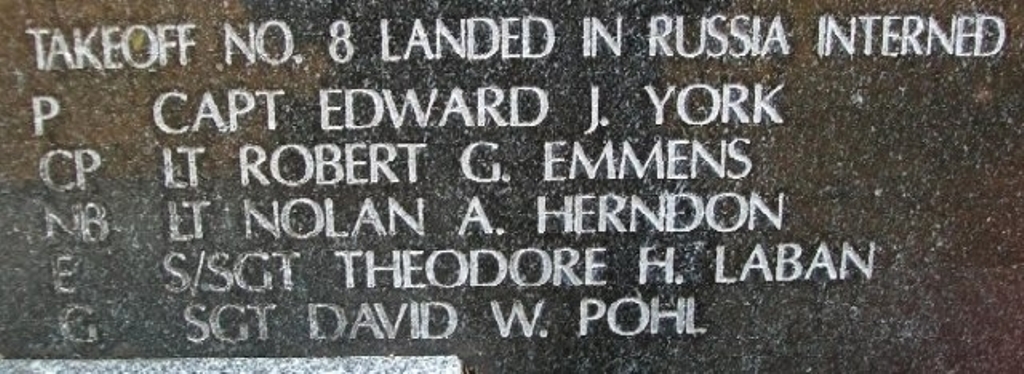 TAKEOFF NO. 8 LANDED IN RUSSIA INTERNED
P CAPT EDWARD J. YORK
CP LT ROBERT G. EMMENS
NB LT NOLAN A. HERNDON
E S/SGT THEODORE H. LABAN
G SGT DAVID W. POHL